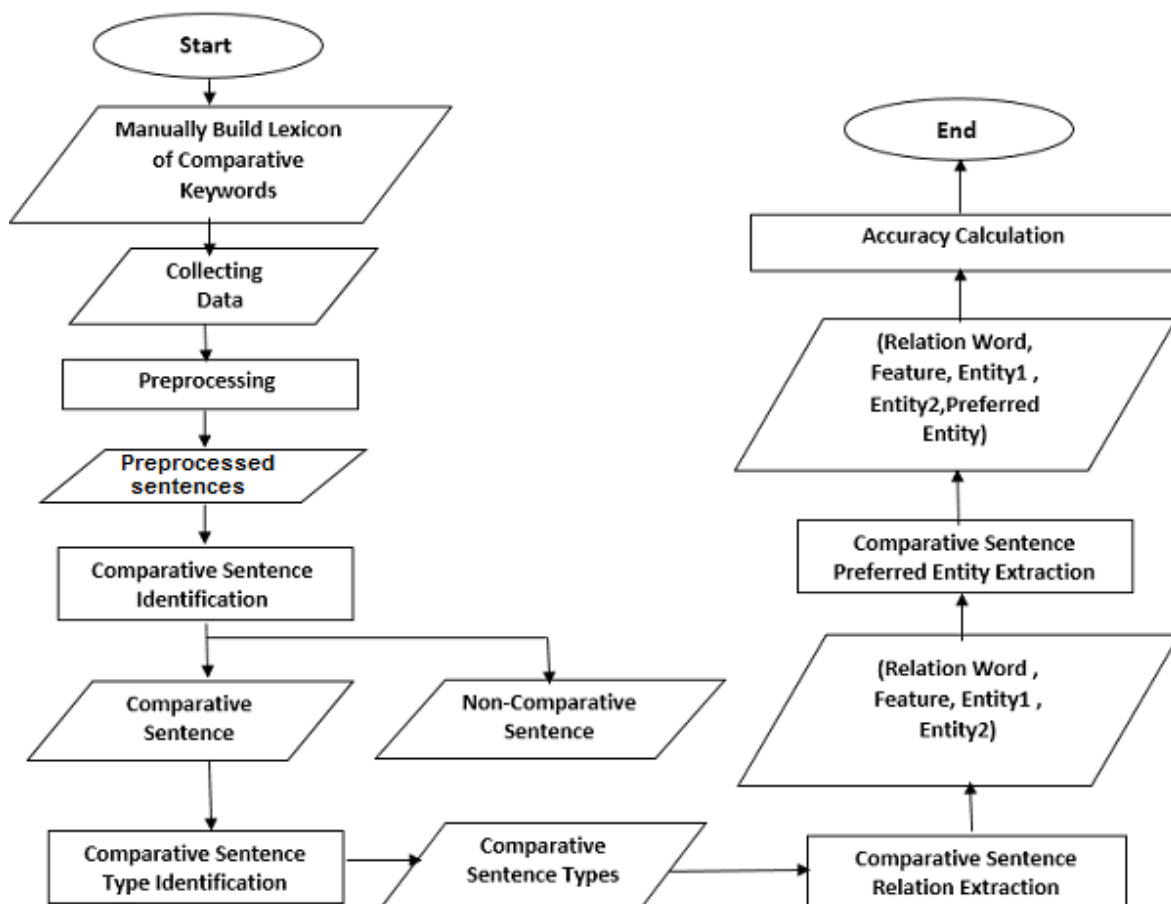 Start
Manually Build Lexicon
of Comparative
Keywords
Collecting
Data
Preprocessing
Preprocessed
sentences
Comparative Sentence
Identification
Comparative
Sentence
Non-Comparative
Sentence
Comparative Sentence
Type Identification
Comparative
Sentence Types
Comparative Sentence
Relation Extraction
(Relation Word ,
Feature, Entity1 ,
Entity2)
Comparative Sentence
Preferred Entity Extraction
(Relation Word,
Feature, Entity1 ,
Entity2,Preferred
Entity)
Accuracy Calculation
End